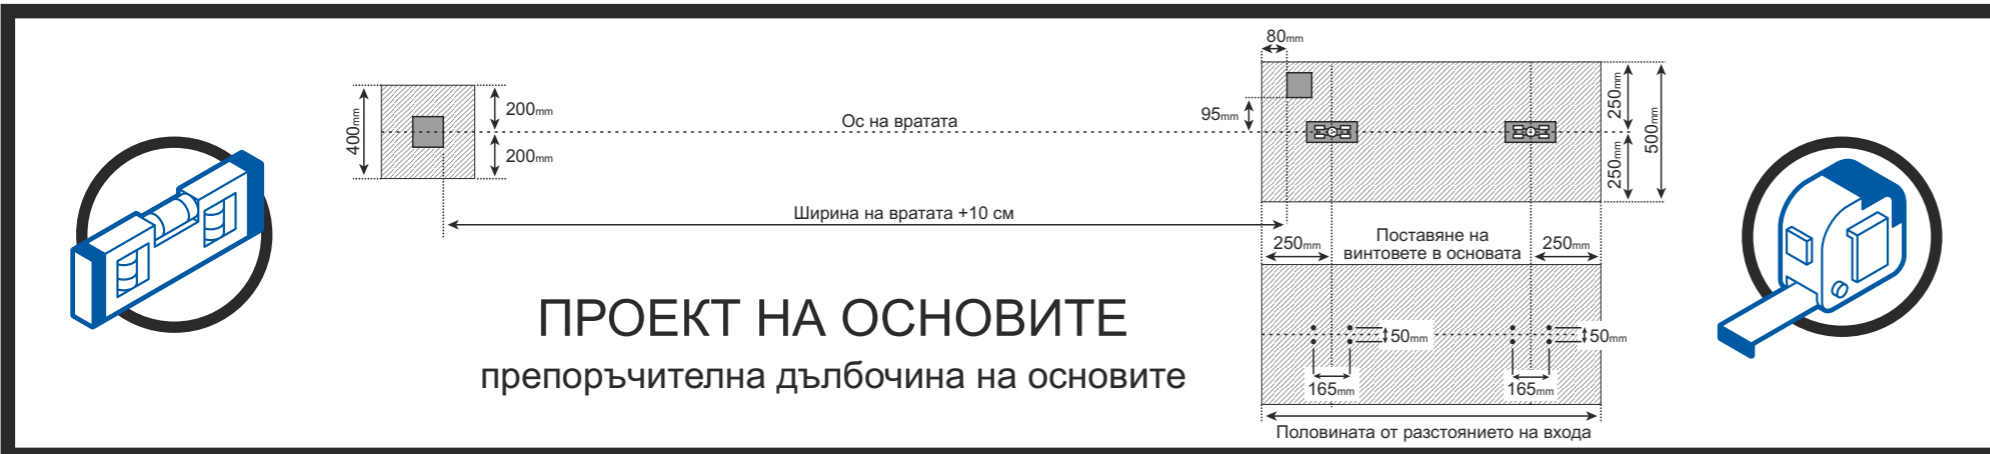 80mm
400mm
200mm
200mm
Ос на вратата
95mm
250mm
500mm
250mm
Ширина на вратата +10 см
250mm
Поставяне на
винтовете в основата
250mm
ПРОЕКТ НА ОСНОВИТЕ
препоръчителна дълбочина на основите
50mm
50mm
165mm
165mm
Половината от разстоянието на входа